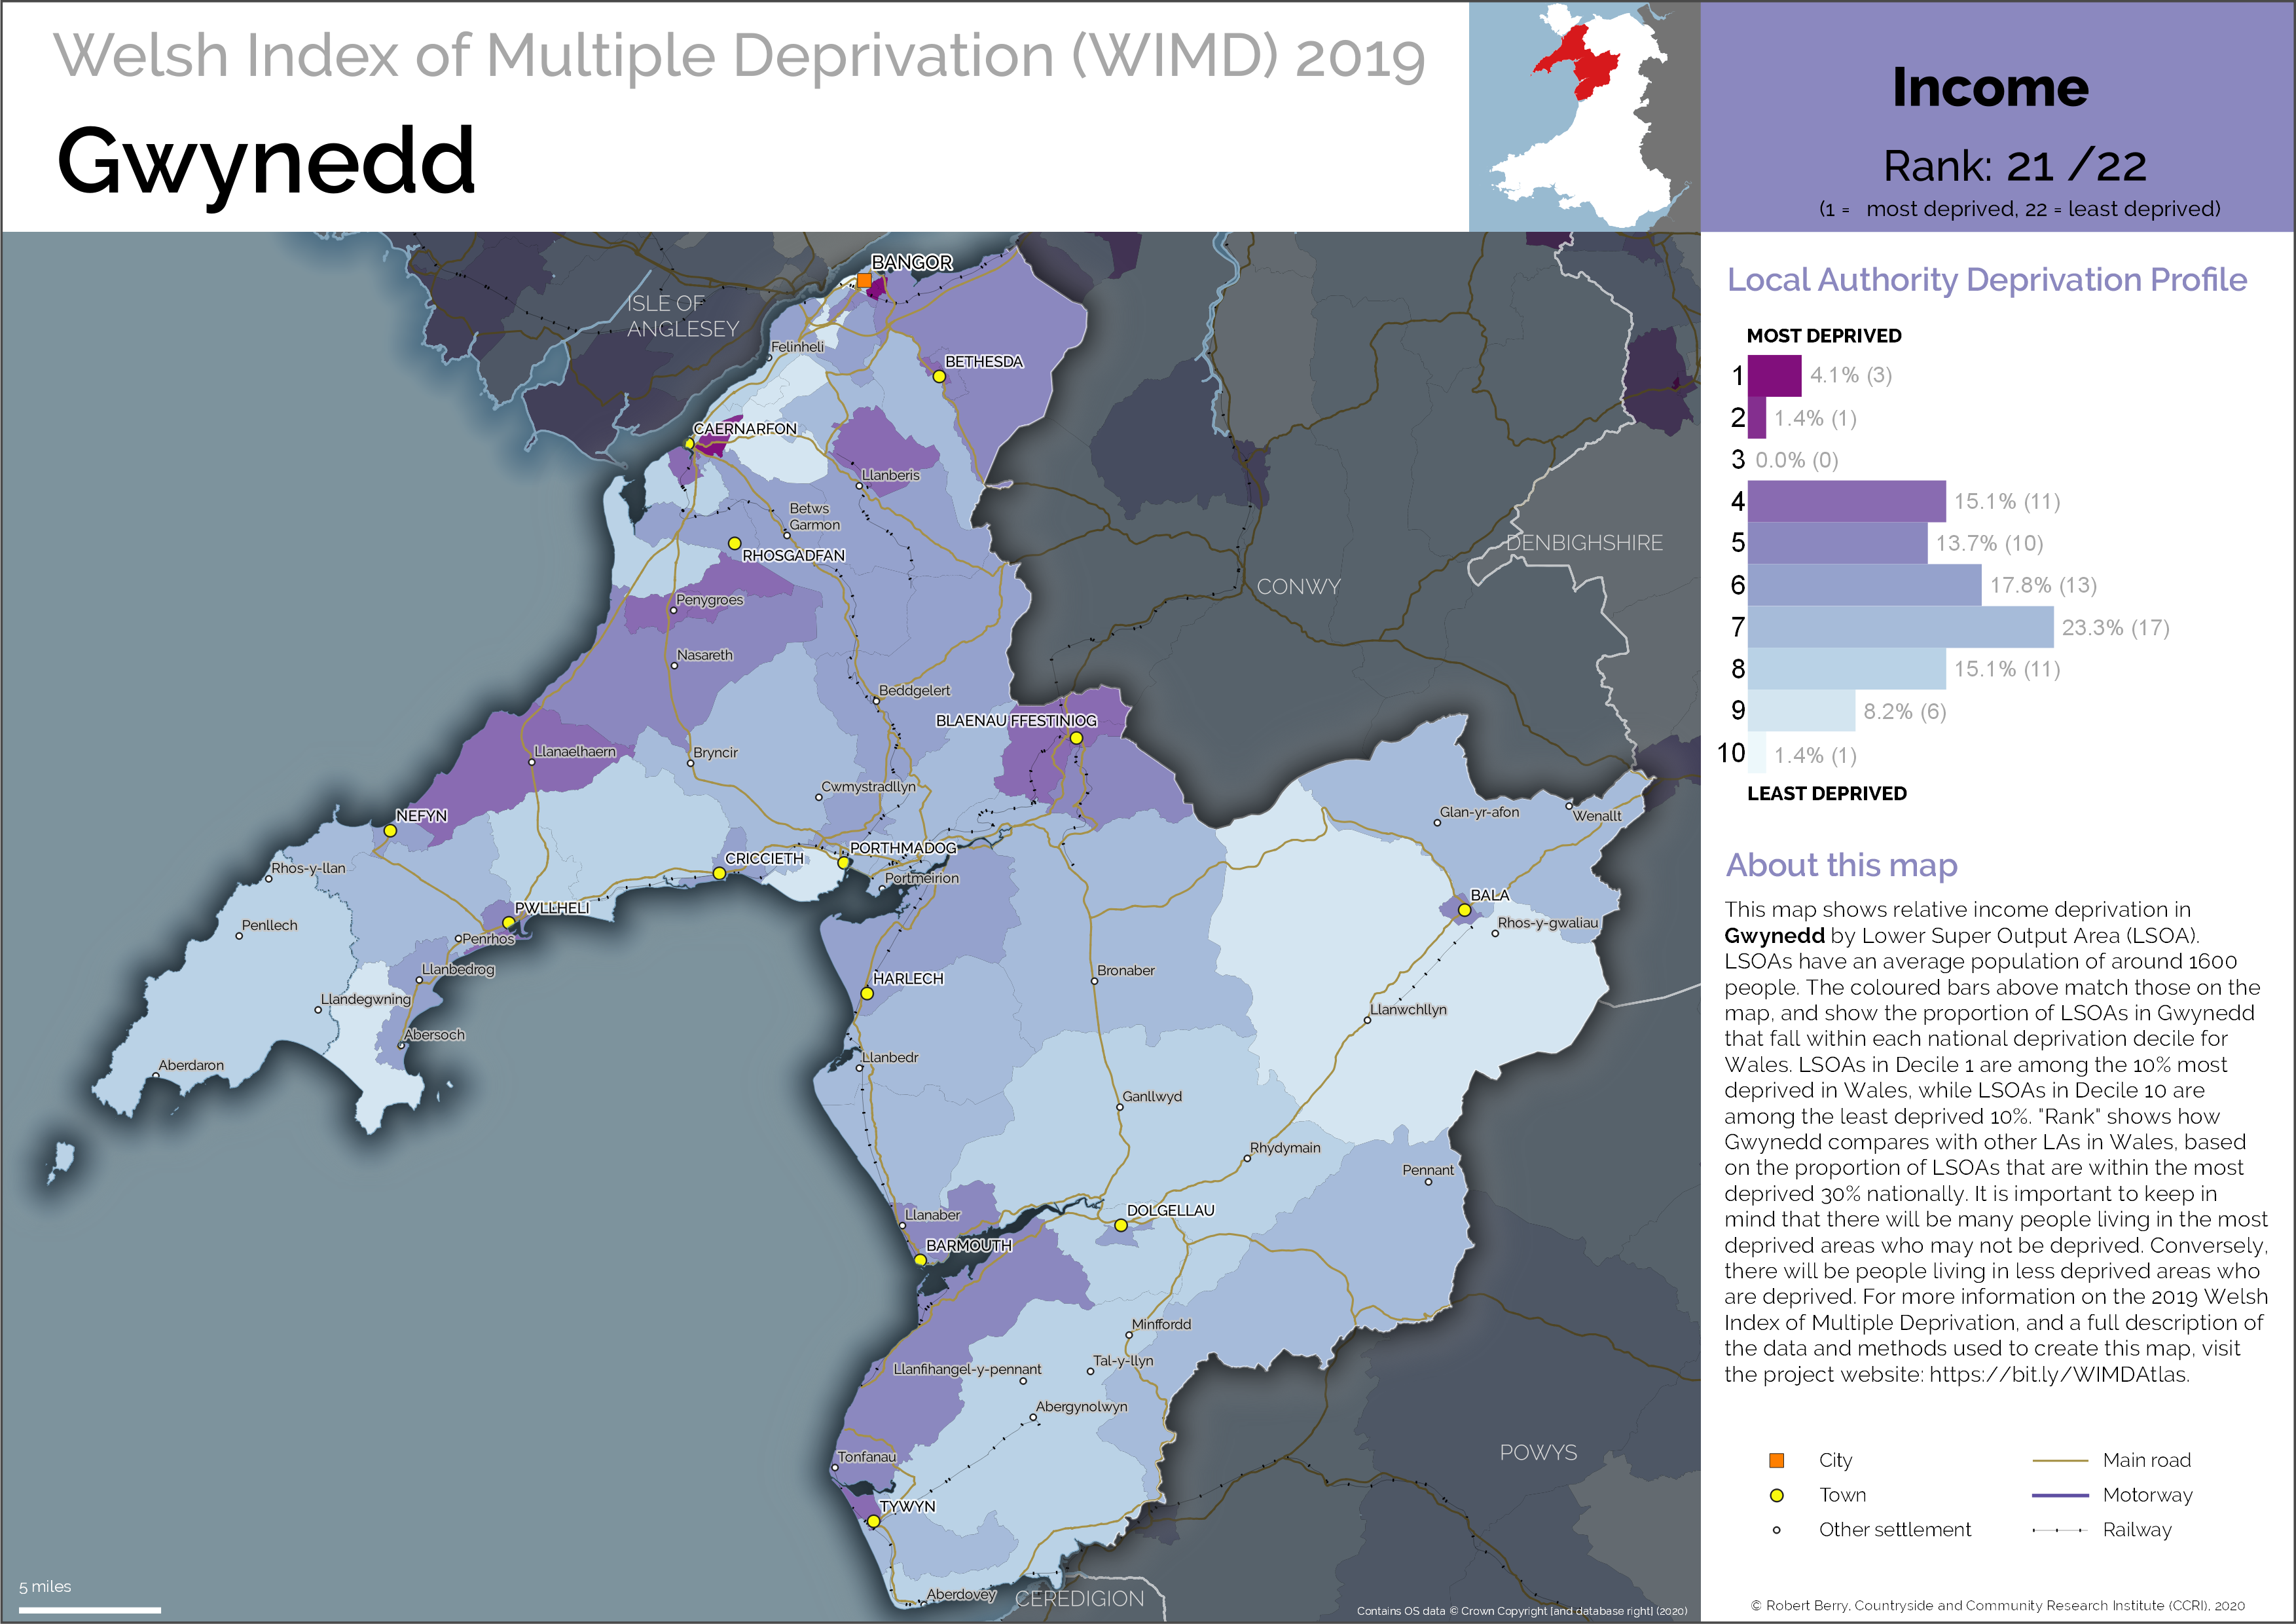 Welsh Index of Multiple Deprivation (WIMD) 2019
Gwynedd
Income
Rank: 21 /22
(1 = most deprived, 22 = least deprived)
Local Authority Deprivation Profile
MOST DEPRIVED
1 4.1% (3)
2 1.4% (1)
3 0.0% (0)
4 15.1% (11)
5 13.7% (10)
6 17.8% (13)
7 23.3% (17)
8 15.1% (11)
9 8.2% (6)
10 1.4% (1)
LEAST DEPRIVED
About this map
This map shows relative income deprivation in
Gwynedd by Lower Super Output Area (LSOA).
LSOAs have an average population of around 1600
people. The coloured bars above match those on the
map, and show the proportion of LSOAs in Gwynedd
that fall within each national deprivation decile for
Wales. LSOAs in Decile 1 are among the 10% most
deprived in Wales, while LSOAs in Decile 10 are
among the least deprived 10%. "Rank" shows how
Gwynedd compares with other LAs in Wales, based
on the proportion of LSOAs that are within the most
deprived 30% nationally. It is important to keep in
mind that there will be many people living in the most
deprived areas who may not be deprived. Conversely,
there will be people living in less deprived areas who
are deprived. For more information on the 2019 Welsh
Index of Multiple Deprivation, and a full description of
the data and methods used to create this map, visit
the project website: https://bit.ly/WIMDAtlas.
City
Town
Other settlement
Main road
Motorway
Railway
© Robert Berry, Countryside and Community Research Institute (CCRI), 2020
BANGOR
ISLE OF
ANGLESEY
Felinheli
BETHESDA
CAERNARFON
Llanberis
Betws
Garmon
RHOSGADFAN
DENBIGHSHIRE
CONWY
Penygroes
Nasareth
Beddgelert
BLAENAU FFESTINIOG
Llanaelhaern
Bryncir
Cwmystradllyn
NEFYN
Glan-yr-afon
Wenallt
CRICCIETH
PORTHMADOG
Rhos-y-llan
Portmeirion
BALA
PWLLHELI
Penllech
Penrhos
Rhos-y-gwaliau
Llanbedrog
HARLECH
Bronaber
Llandegwning
Llanwchllyn
Abersoch
Llanbedr
Aberdaron
Ganllwyd
Rhydymain
Pennant
Llanaber
DOLGELLAU
BARMOUTH
Minffordd
Llanfihangel-y-pennant
Tal-y-llyn
Abergynolwyn
Tonfanau
POWYS
TYWYN
Aberdovey
CEREDIGION
5 miles
Contains OS data © Crown Copyright [and database right] (2020)